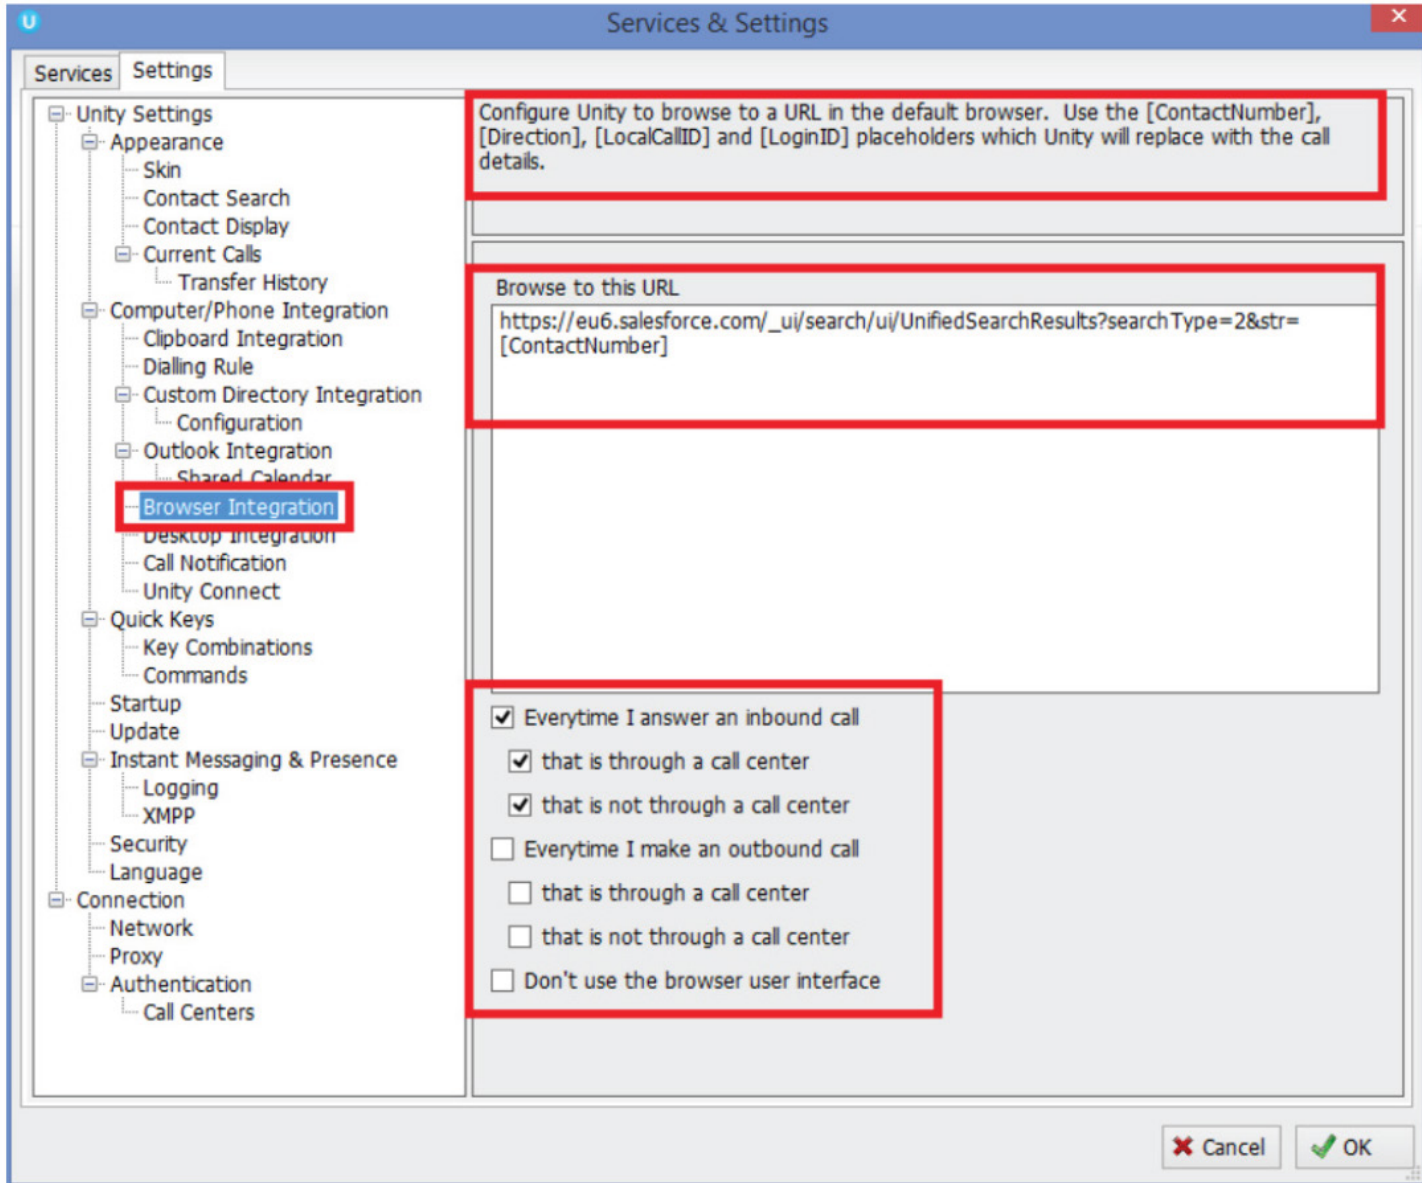 U
Services & Settings
Services
Settings
Unity Settings
Appearance
Skin
Contact Search
Contact Display
Current Calls
Transfer History
Computer/Phone Integration
Clipboard Integration
Dialling Rule
Custom Directory Integration
Configuration
Outlook Integration
Shared Calendar
Browser Integration
Desktop Integration
Call Notification
Unity Connect
Quick Keys
Key Combinations
Commands
Startup
Update
Instant Messaging & Presence
Logging
XMPP
Security
Language
Connection
Network
Proxy
Authentication
Call Centers
Configure Unity to browse to a URL in the default browser. Use the [ContactNumber],
[Direction], [LocalCallID] and [LoginID] placeholders which Unity will replace with the call
details.
Browse to this URL
https://eu6.salesforce.com/_ui/search/ui/UnifiedSearchResults?searchType=2&str=
[ContactNumber]
Everytime I answer an inbound call
that is through a call center
that is not through a call center
Everytime I make an outbound call
that is through a call center
that is not through a call center
Don't use the browser user interface
Cancel
OK